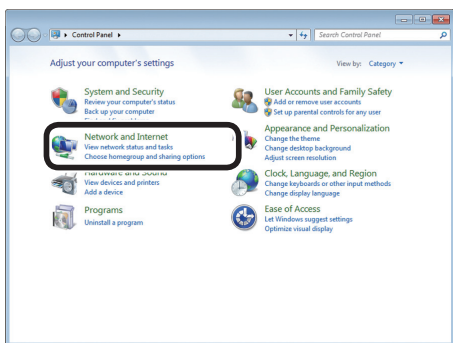 Control Panel
Search Control Panel
Adjust your computer's settings
View by: Category
System and Security
Review your computer's status
Back up your computer
Network and Internet
View network status and tasks
Choose homegroup and sharing options
Hardware and Sound
View devices and printers
Add a device
Programs
Uninstall a program
User Accounts and Family Safety
Add or remove user accounts
Set up parental controls for any user
Appearance and Personalization
Change the theme
Change desktop background
Adjust screen resolution
Clock, Language, and Region
Change keyboards or other input methods
Change display language
Ease of Access
Let Windows suggest settings
Optimize visual display